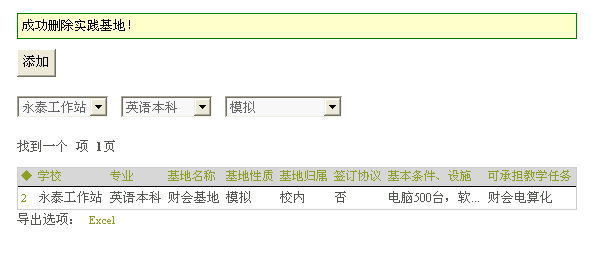 成功删除实践基地!
添加
永泰工作站 英语本科 模拟
找到一个 项 1页
◆ 学校 专业 基地名称 基地性质 基地归属 签订协议 基本条件、设施 可承担教学任务
2 永泰工作站 英语本科 财会基地 模拟 校内 否 电脑500台，软... 财会电算化
导出选项： Excel